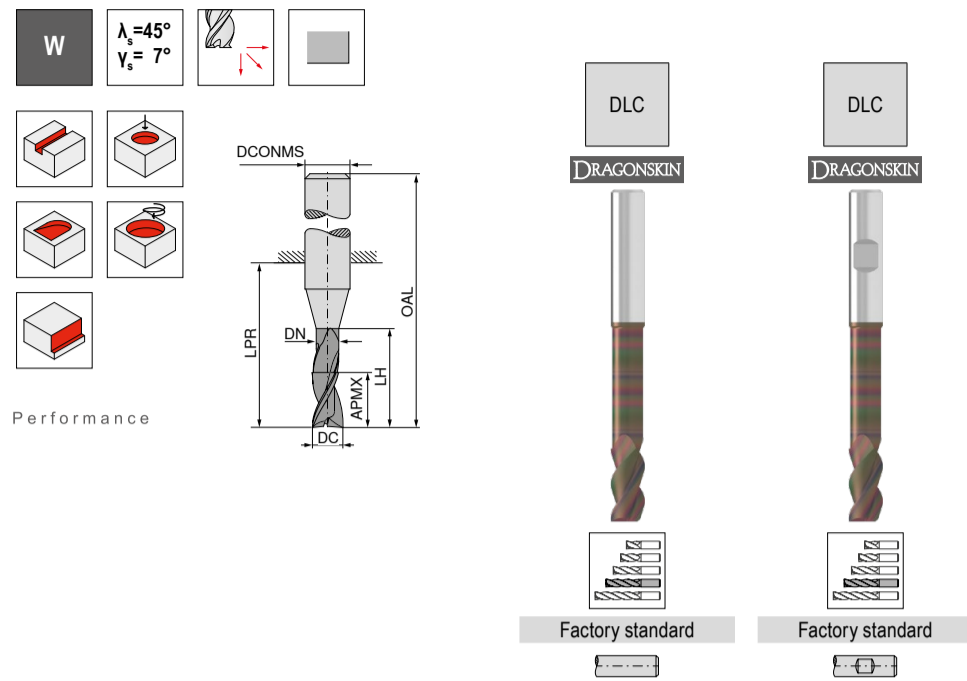 W
λs=45°
γs= 7°
DLC
DLC
DRAGONSKIN
DRAGONSKIN
DCONMS
OAL
LPR
DN
LH
APMX
DC
Performance
Factory standard
Factory standard